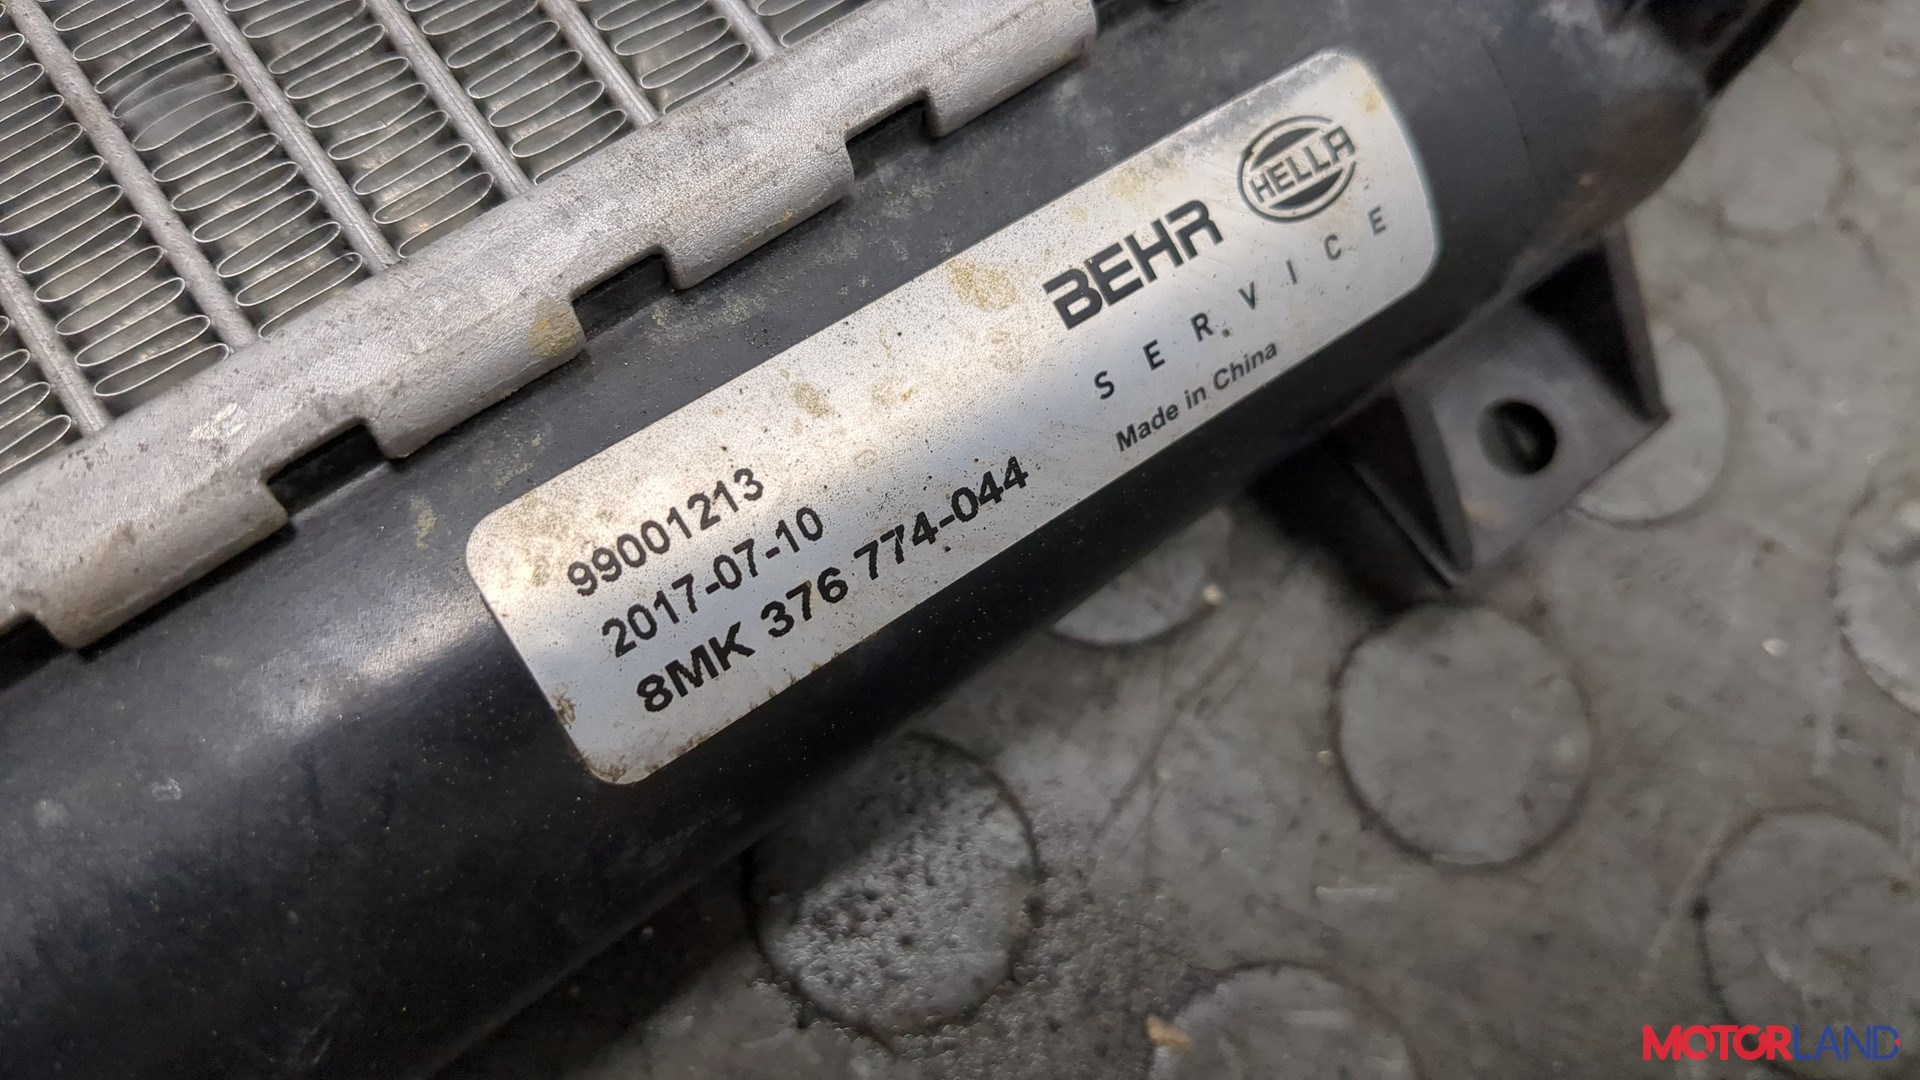 BEHR HELLA
SERVICE
Made in China
99001213
2017-07-10
8MK 376 774-044
MOTORLAND